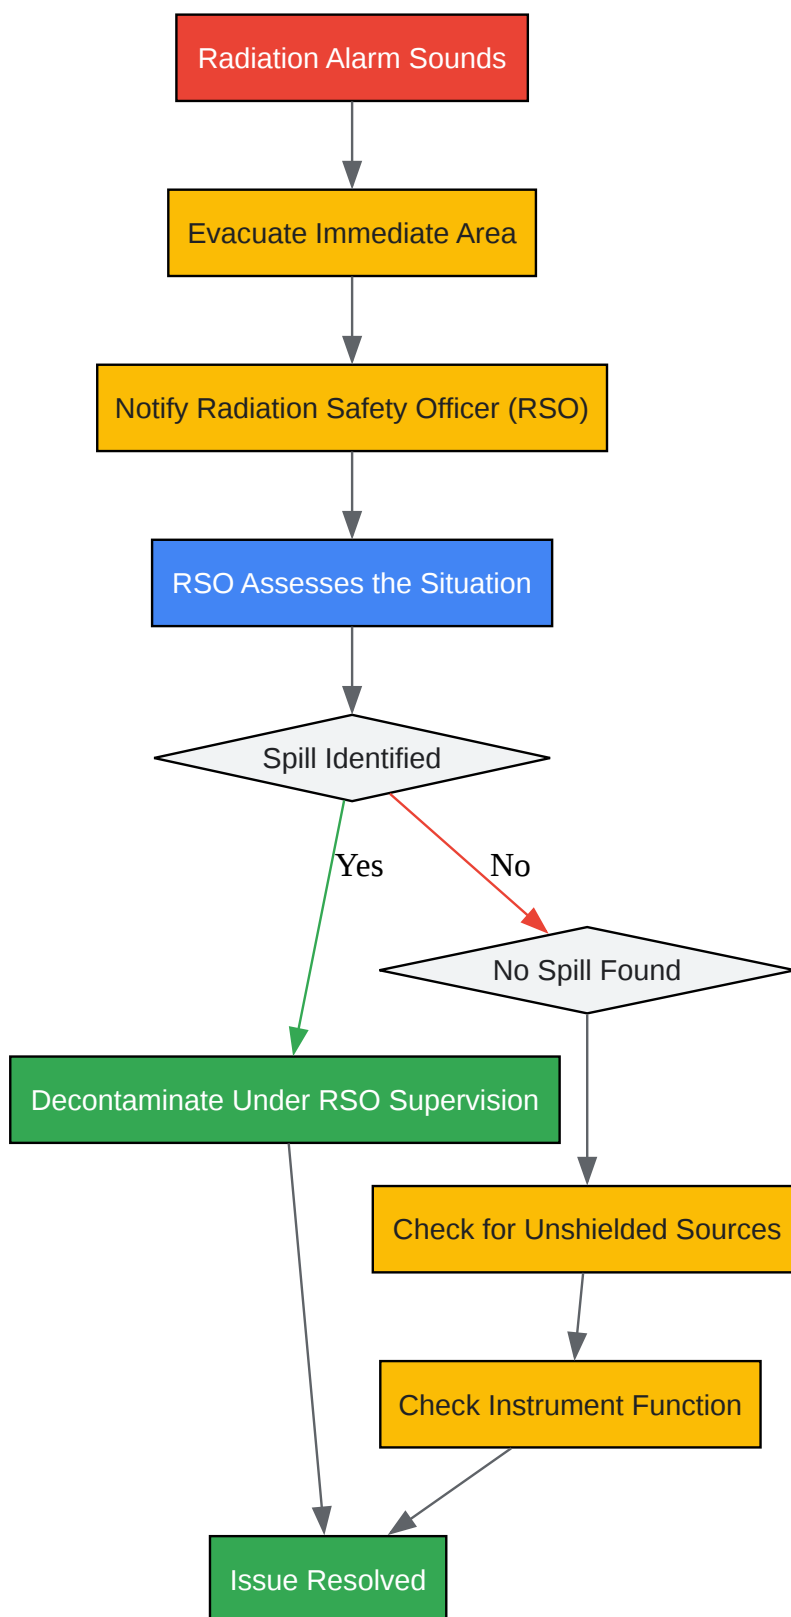 Radiation Alarm Sounds
Evacuate Immediate Area
Notify Radiation Safety Officer (RSO)
RSO Assesses the Situation
Spill Identified
Yes
No
No Spill Found
Decontaminate Under RSO Supervision
Check for Unshielded Sources
Check Instrument Function
Issue Resolved